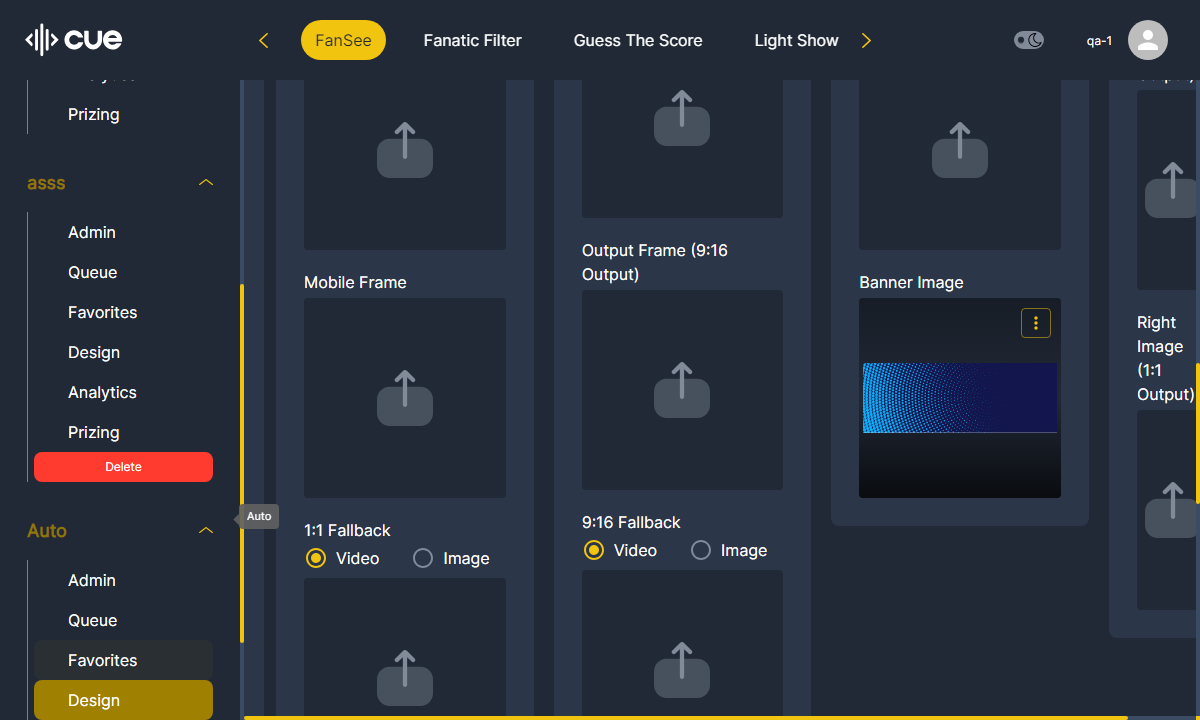 cue
FanSee
Fanatic Filter
Guess The Score
Light Show
qa-1
Prizing
asss
Admin
Queue
Favorites
Design
Analytics
Prizing
Delete
Auto
Admin
Queue
Favorites
Design
Auto
Mobile Frame
1:1 Fallback
Video
Image
Output Frame (9:16
Output)
9:16 Fallback
Video
Image
Banner Image
Right
Image
(1:1
Output)